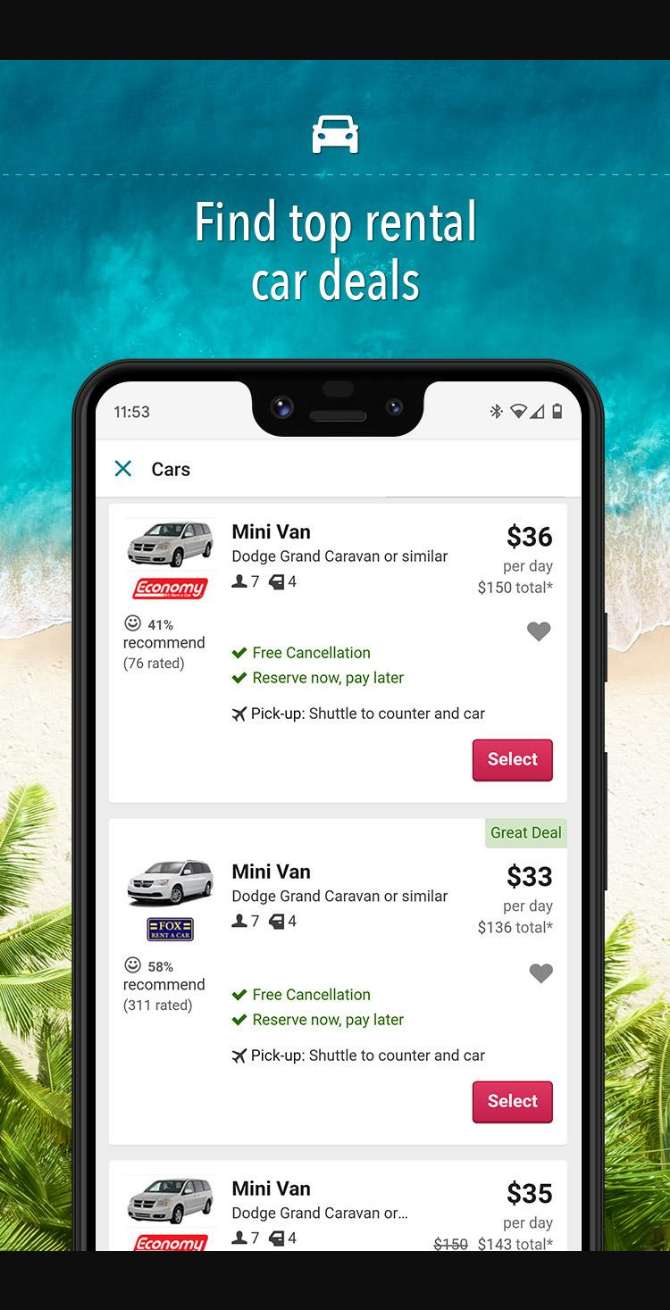 Find top rental
car deals
11:53
Cars
Mini Van
$36
Dodge Grand Caravan or similar
per day
7 4
$150 total*
Economy
41%
recommend
(76 rated)
Free Cancellation
Reserve now, pay later
Pick-up: Shuttle to counter and car
Select
Great Deal
Mini Van
$33
Dodge Grand Caravan or similar
per day
7 4
$136 total*
FOX
RENT A CAR
58%
recommend
(311 rated)
Free Cancellation
Reserve now, pay later
Pick-up: Shuttle to counter and car
Select
Mini Van
$35
Dodge Grand Caravan or...
per day
7 4
$150 $143 total*
Economy